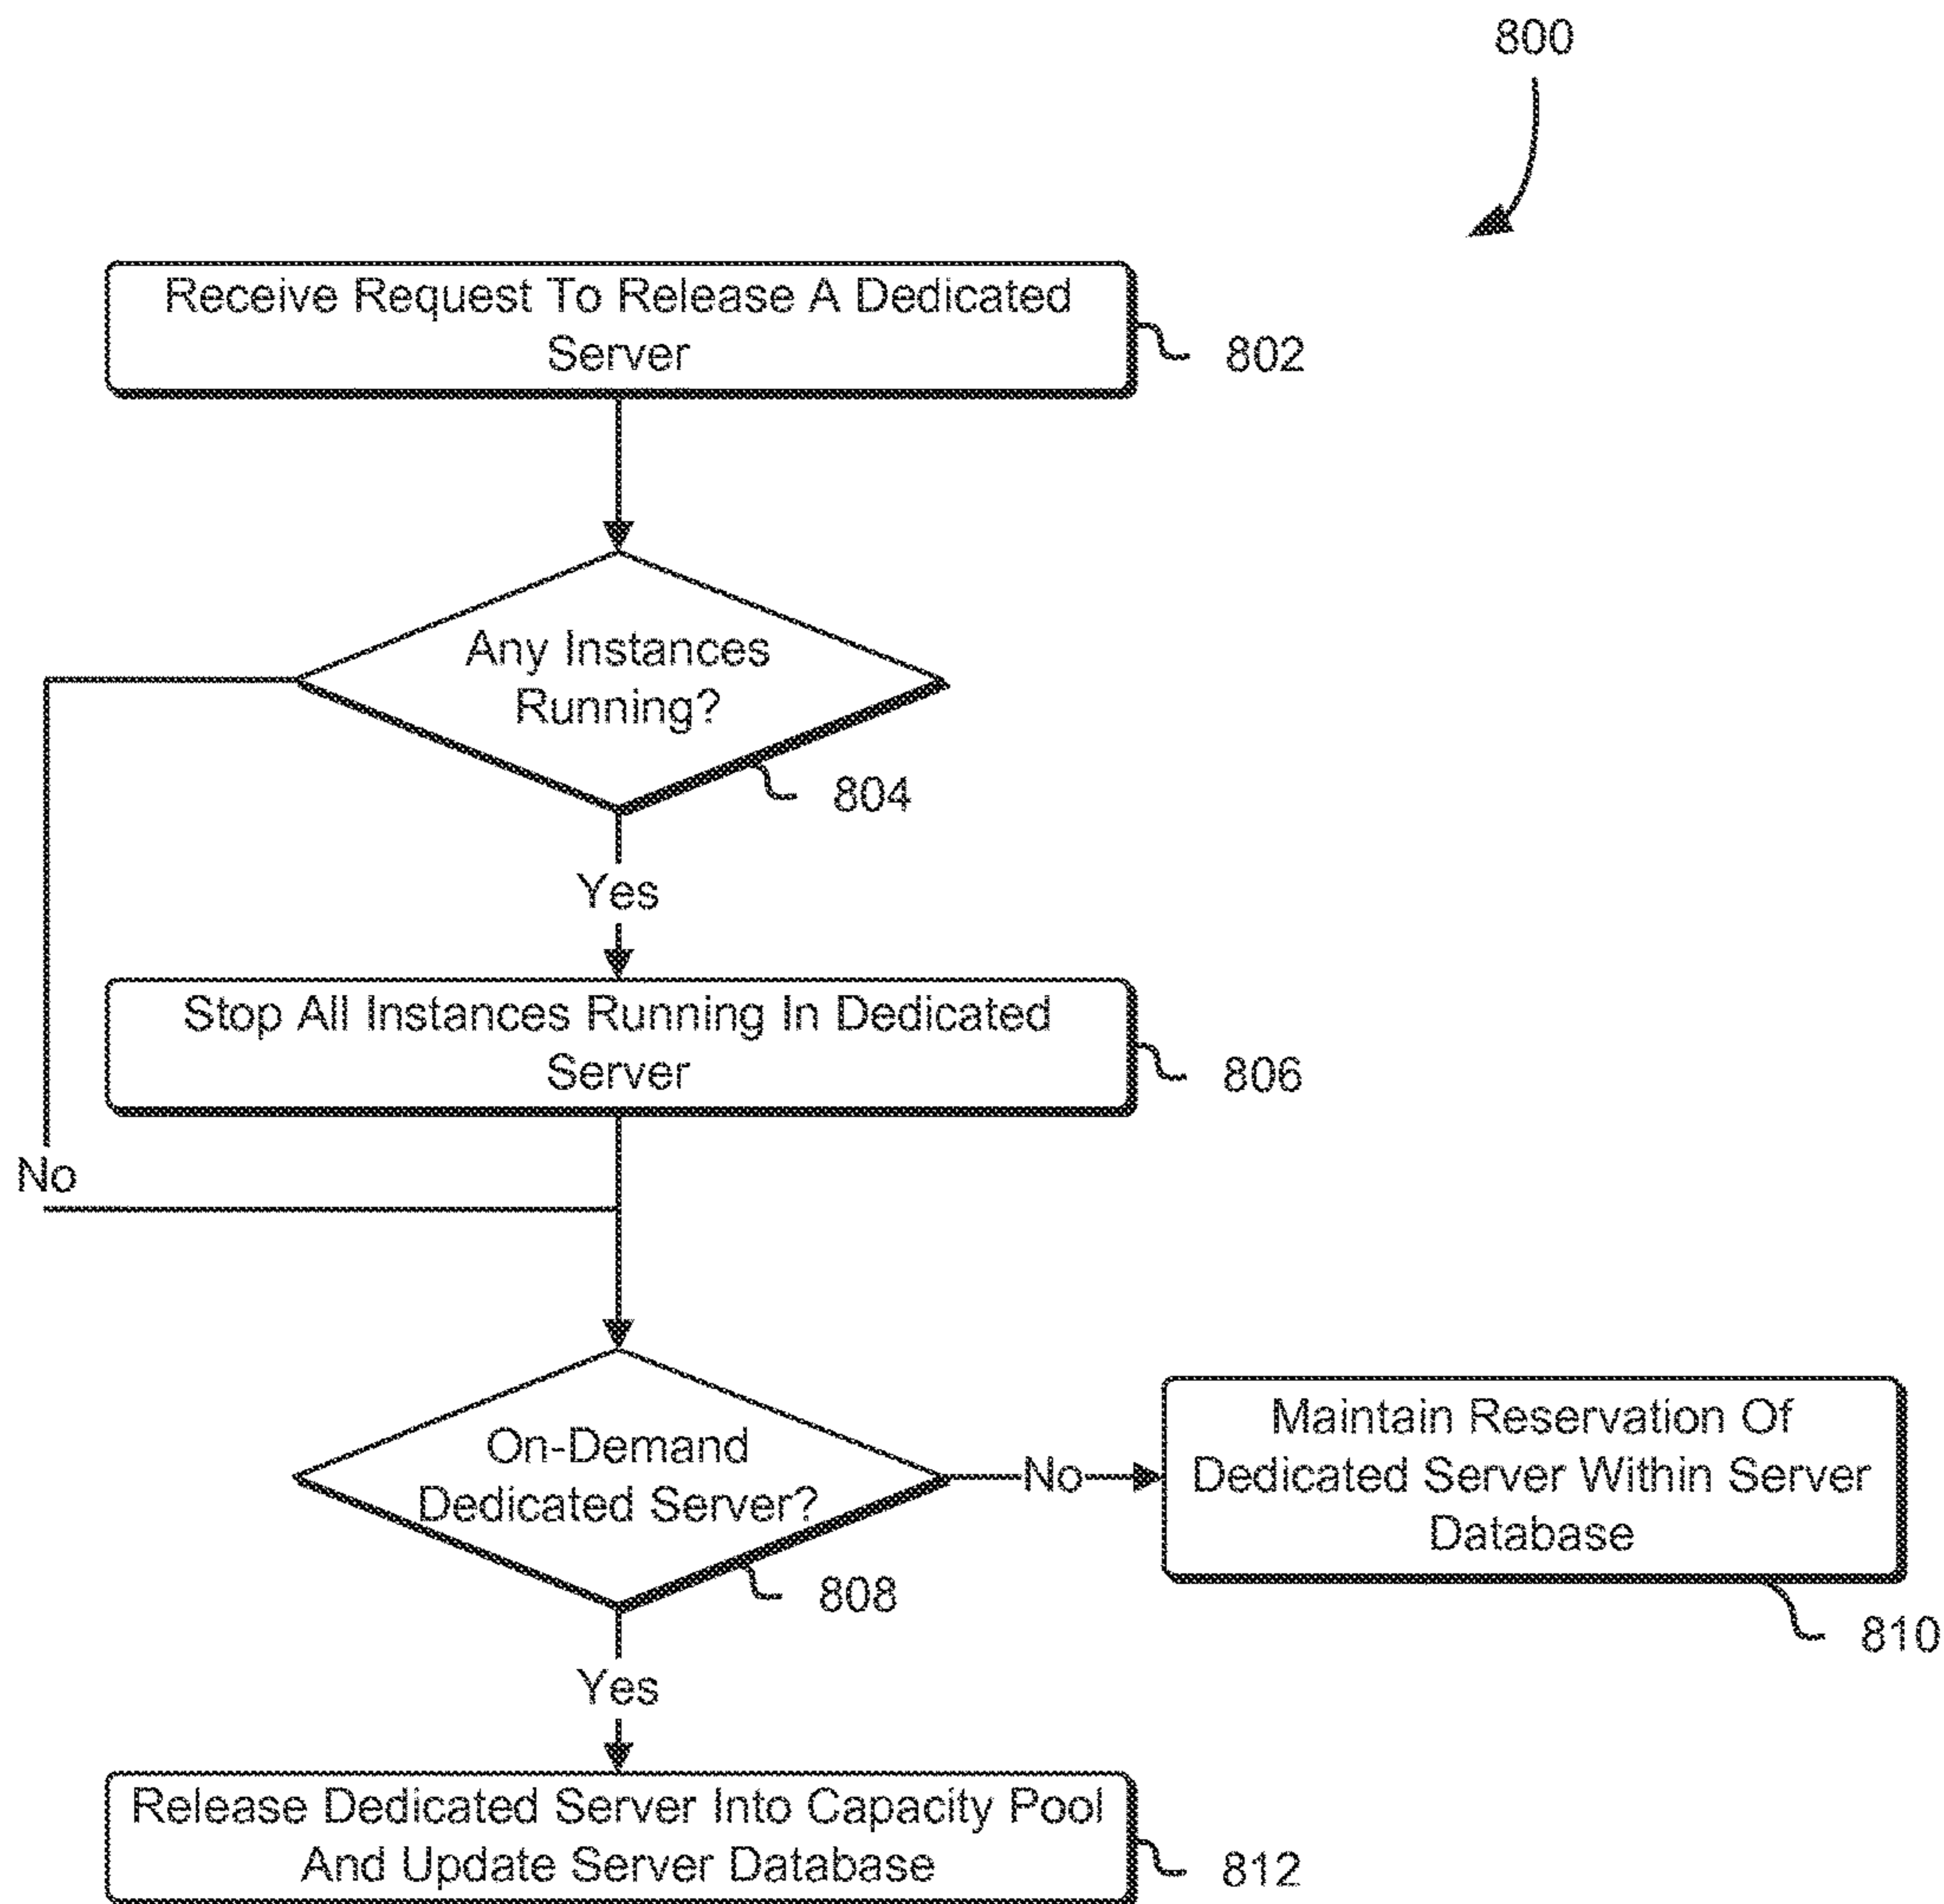 800
Receive Request To Release A Dedicated
Server
802
Any Instances
Running?
804
Yes
Stop All Instances Running In Dedicated
Server
806
No
On-Demand
Dedicated Server?
808
No
Maintain Reservation Of
Dedicated Server Within Server
Database
810
Yes
Release Dedicated Server Into Capacity Pool
And Update Server Database
812